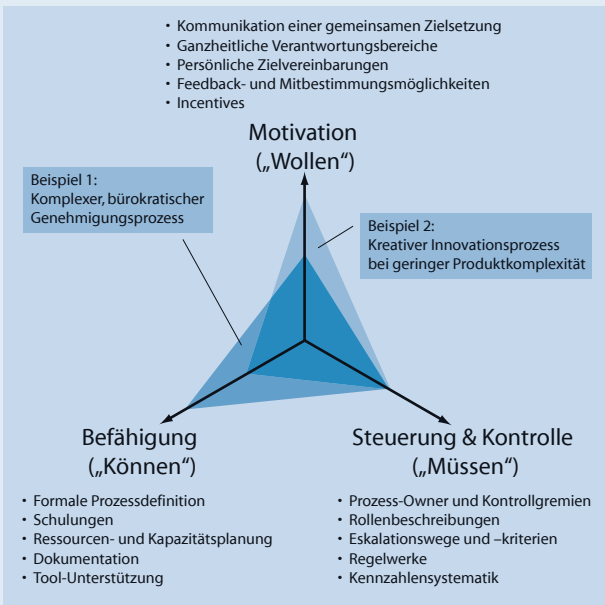 • Kommunikation einer gemeinsamen Zielsetzung
• Ganzheitliche Verantwortungsbereiche
• Persönliche Zielvereinbarungen
• Feedback- und Mitbestimmungsmöglichkeiten
• Incentives
Motivation
(„Wollen“)
Beispiel 1:
Komplexer, bürokratischer
Genehmigungsprozess
Beispiel 2:
Kreativer Innovationsprozess
bei geringer Produktkomplexität
Befähigung
(„Können“)
• Formale Prozessdefinition
• Schulungen
• Ressourcen- und Kapazitätsplanung
• Dokumentation
• Tool-Unterstützung
Steuerung & Kontrolle
(„Müssen“)
• Prozess-Owner und Kontrollgremien
• Rollenbeschreibungen
• Eskalationswege und –kriterien
• Regelwerke
• Kennzahlensystematik